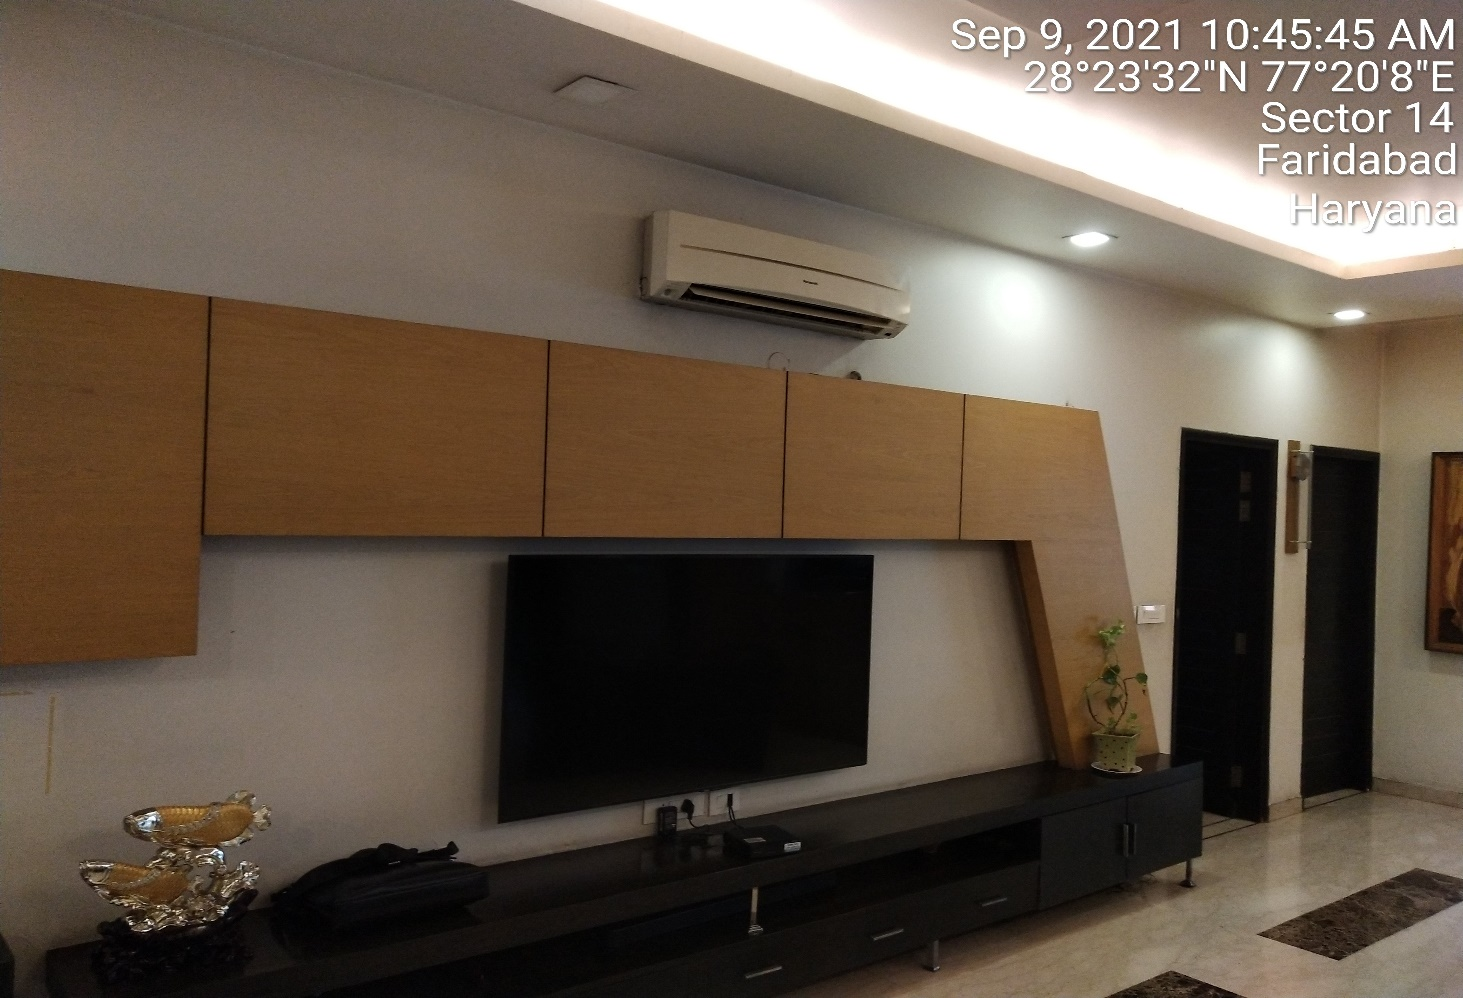 Sep 9, 2021 10:45:45 AM
28°23'32"N 77°20'8"E
Sector 14
Faridabad
Haryana